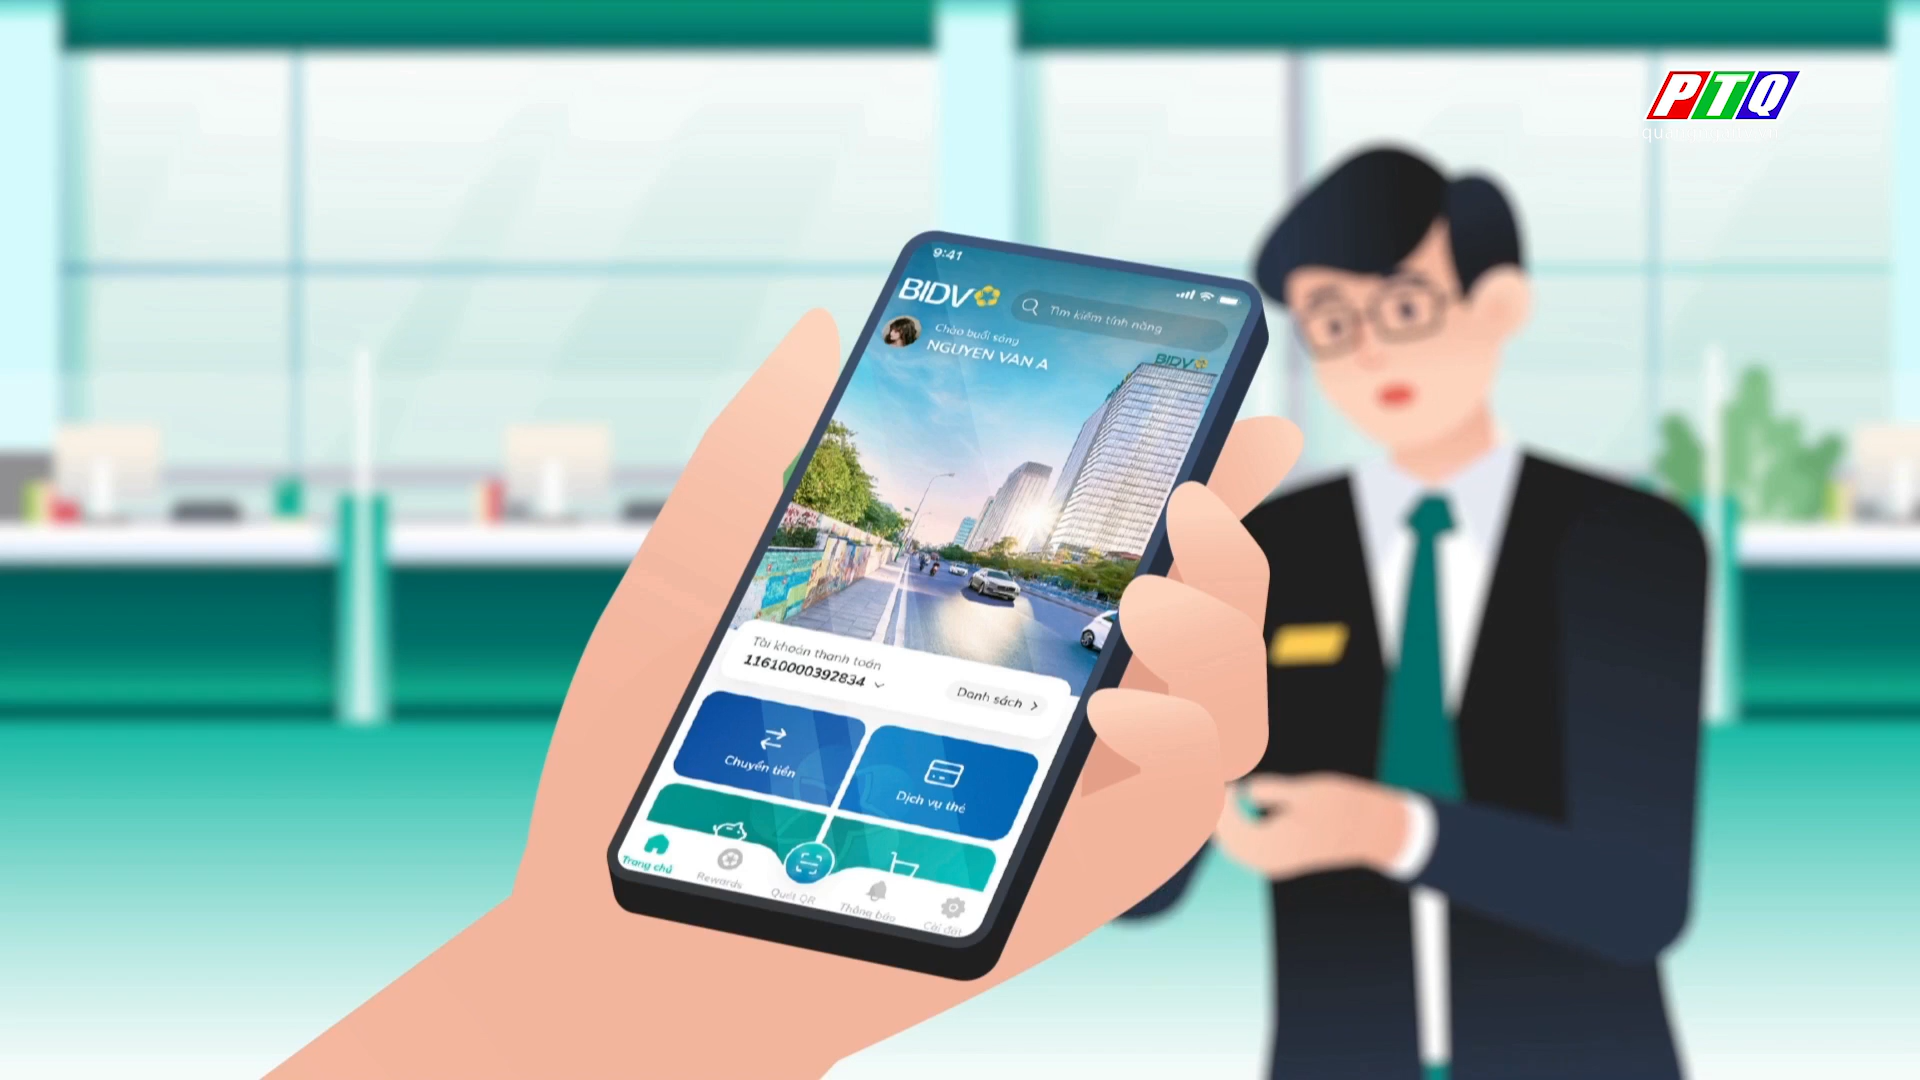 PTQ
9:41
BIDV
Tìm kiếm tính năng
Chào buổi sáng
NGUYEN VAN A
BIDV
Tài khoản thanh toán
11610000392834
Danh sách
Chuyển tiền
Dịch vụ thẻ
Trang chủ
Rewards
Quét QR
Thông báo
Cài đặt